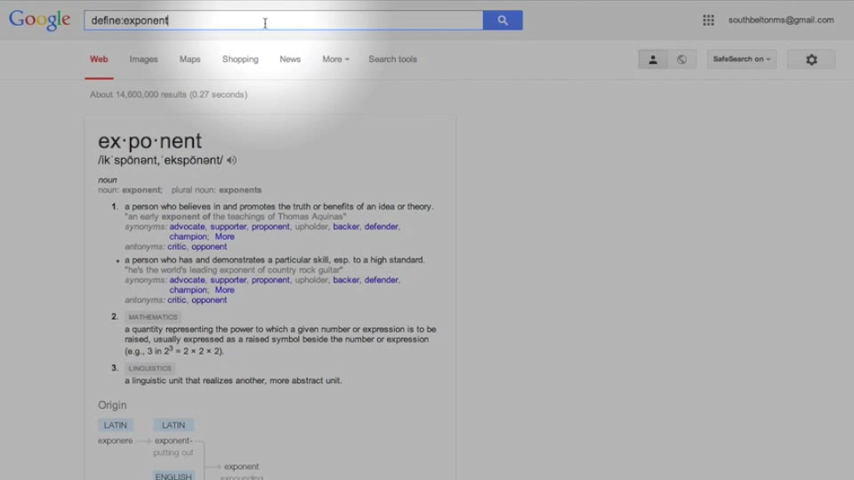 Google define:exponent southbeltonms@gmail.com
Web Images Maps Shopping News More Search tools SafeSearch on
About 14,600,000 results (0.27 seconds)
ex·po·nent
/ikˈspōnənt, ˈekspōnənt/
noun
noun: exponent; plural noun: exponents
1. a person who believes in and promotes the truth or benefits of an idea or theory.
"an early exponent of the teachings of Thomas Aquinas"
synonyms: advocate, supporter, proponent, upholder, backer, defender,
champion; More
antonyms: critic, opponent
• a person who has and demonstrates a particular skill, esp. to a high standard.
"he's the world's leading exponent of country rock guitar"
synonyms: advocate, supporter, proponent, upholder, backer, defender,
champion; More
antonyms: critic, opponent
2. MATHEMATICS
a quantity representing the power to which a given number or expression is to be
raised, usually expressed as a raised symbol beside the number or expression
(e.g., 3 in 2³ = 2 × 2 × 2).
3. LINGUISTICS
a linguistic unit that realizes another, more abstract unit.
Origin
LATIN LATIN
exponere exponent-
putting out
exponent
ENGLISH expounding